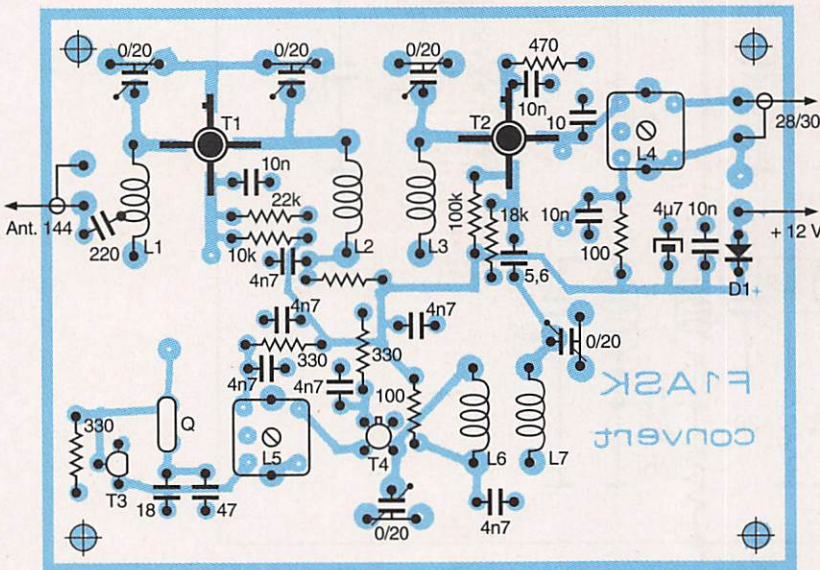 0/20
0/20
0/20
470
T1
T2
10n
10
28/30
L4
10n
Ant. 144
220
L1
22k
10k
4n7
L2
L3
100k
18k
10n
100
4µ7
10n
+ 12 V
D1
5,6
+
4n7
4n7
330
330
4n7
4n7
0/20
F1ASK
convert
100
330
Q
L5
T4
L6
L7
T3
18
47
0/20
4n7